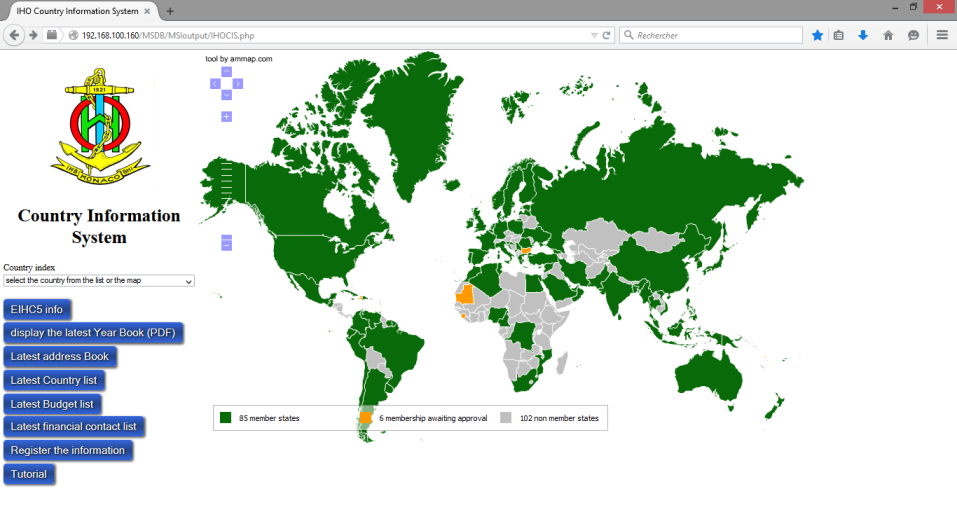 IHO Country Information System
192.168.100.160/MSDB/MSIoutput/IHOCIS.php
Rechercher
tool by ammap.com
1921
IHB MONACO BHI
Country Information
System
Country index
select the country from the list or the map
EIHC5 info
display the latest Year Book (PDF)
Latest address Book
Latest Country list
Latest Budget list
Latest financial contact list
Register the information
Tutorial
85 member states
6 membership awaiting approval
102 non member states